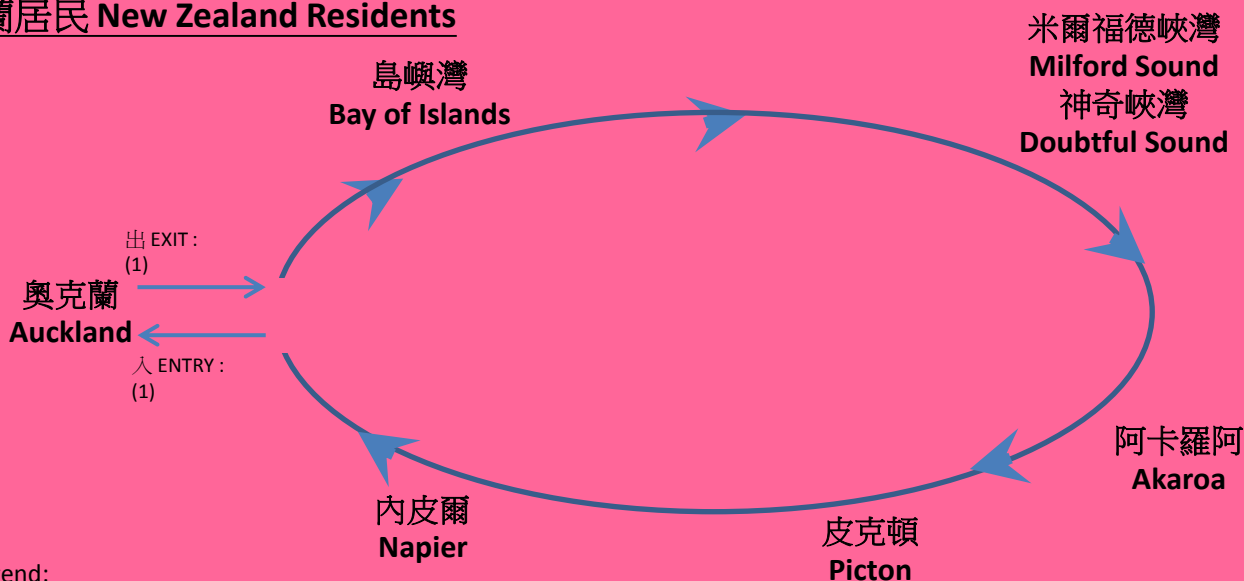 蘭居民 New Zealand Residents
米爾福德峽灣
Milford Sound
神奇峽灣
Doubtful Sound
島嶼灣
Bay of Islands
出 EXIT :
(1)
奧克蘭
Auckland
入 ENTRY :
(1)
阿卡羅阿
Akaroa
內皮爾
Napier
皮克頓
Picton
end: